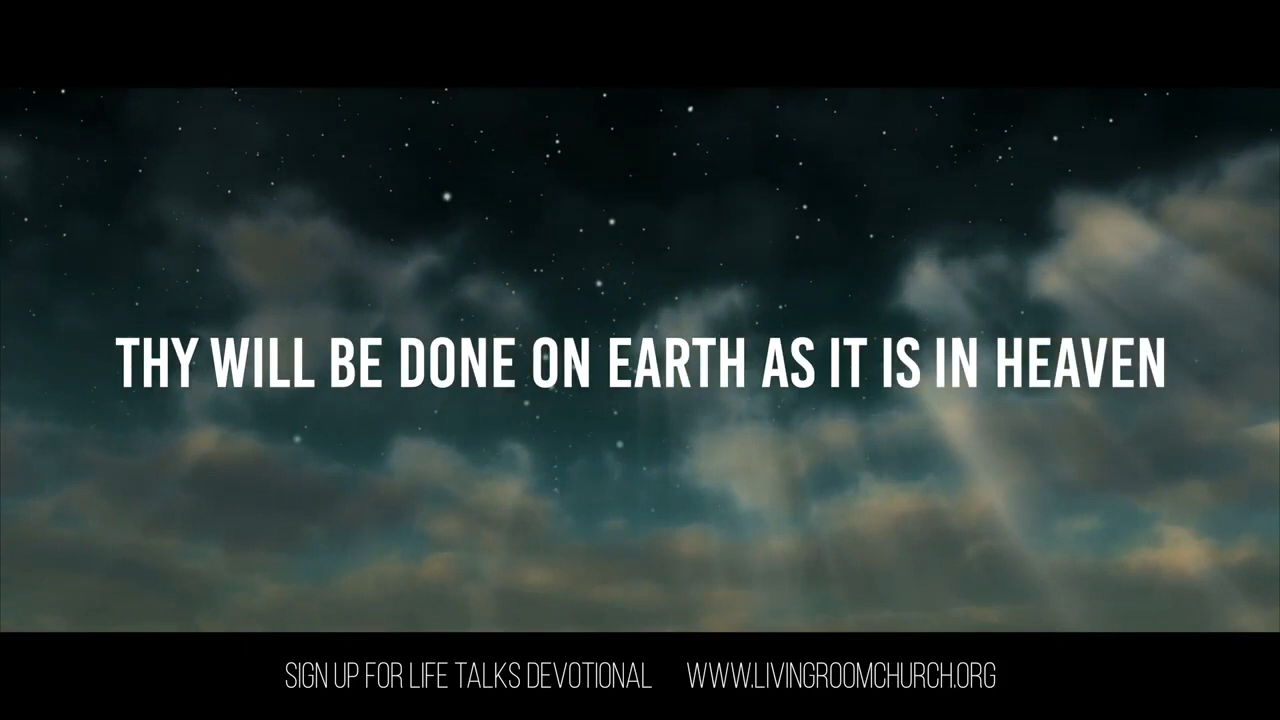 THY WILL BE DONE ON EARTH AS IT IS IN HEAVEN
SIGN UP FOR LIFE TALKS DEVOTIONAL WWW.LIVINGROOMCHURCH.ORG